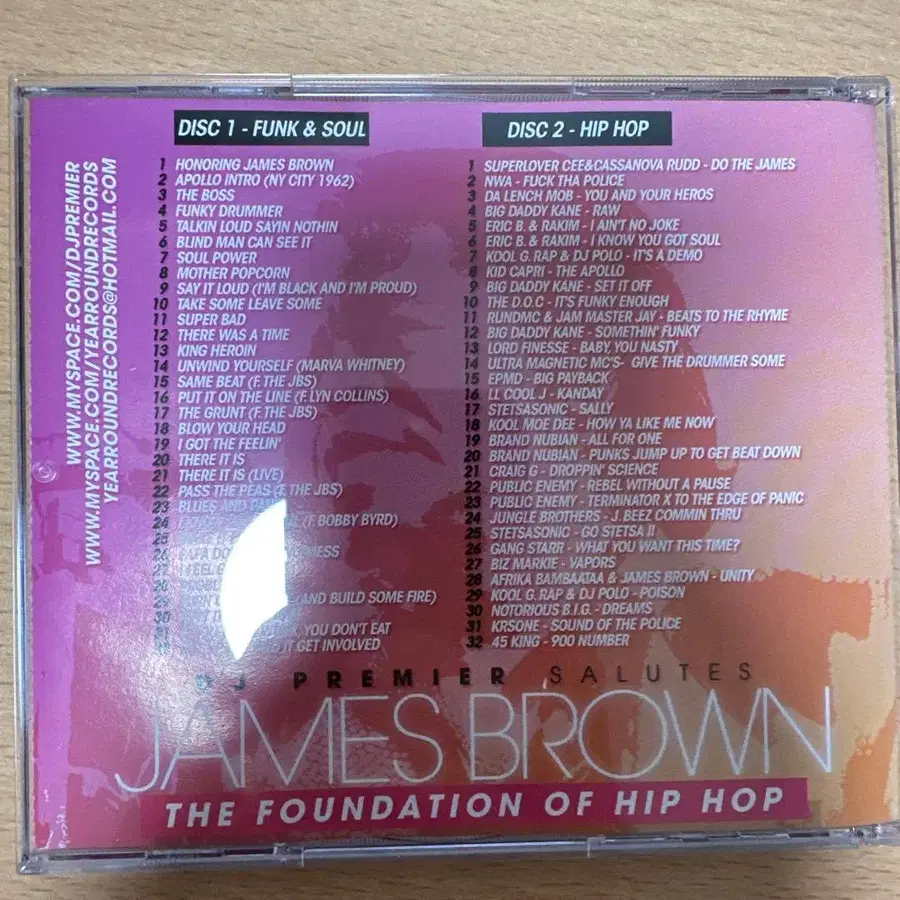 WWW.MYSPACE.COM/DJPREMIER
WWW.MYSPACE.COM/YEARROUNDRECORDS
YEARROUNDRECORDS@HOTMAIL.COM
DISC 1 - FUNK & SOUL
1 HONORING JAMES BROWN
2 APOLLO INTRO (NY CITY 1962)
3 THE BOSS
4 FUNKY DRUMMER
5 TALKIN LOUD SAYIN NOTHIN
6 BLIND MAN CAN SEE IT
7 SOUL POWER
8 MOTHER POPCORN
9 SAY IT LOUD (I'M BLACK AND I'M PROUD)
10 TAKE SOME LEAVE SOME
11 SUPER BAD
12 THERE WAS A TIME
13 KING HEROIN
14 UNWIND YOURSELF (MARVA WHITNEY)
15 SAME BEAT (F. THE JBS)
16 PUT IT ON THE LINE (F. LYN COLLINS)
17 THE GRUNT (F. THE JBS)
18 BLOW YOUR HEAD
19 I GOT THE FEELIN'
20 THERE IT IS
21 THERE IT IS (LIVE)
22 PASS THE PEAS (F. THE JBS)
23 BLUES AND
24 (F. BOBBY BYRD)
25
26 PAPA
27 I FEEL
28
29 (AND BUILD SOME FIRE)
30
31 YOU DON'T EAT
IT GET INVOLVED
DISC 2 - HIP HOP
1 SUPERLOVER CEE&CASSANOVA RUDD - DO THE JAMES
2 NWA - FUCK THA POLICE
3 DA LENCH MOB - YOU AND YOUR HEROS
4 BIG DADDY KANE - RAW
5 ERIC B. & RAKIM - I AIN'T NO JOKE
6 ERIC B. & RAKIM - I KNOW YOU GOT SOUL
7 KOOL G. RAP & DJ POLO - IT'S A DEMO
8 KID CAPRI - THE APOLLO
9 BIG DADDY KANE - SET IT OFF
10 THE D.O.C - IT'S FUNKY ENOUGH
11 RUNDMC & JAM MASTER JAY - BEATS TO THE RHYME
12 BIG DADDY KANE - SOMETHIN' FUNKY
13 LORD FINESSE - BABY, YOU NASTY
14 ULTRA MAGNETIC MC'S- GIVE THE DRUMMER SOME
15 EPMD - BIG PAYBACK
16 LL COOL J - KANDAY
17 STETSASONIC - SALLY
18 KOOL MOE DEE - HOW YA LIKE ME NOW
19 BRAND NUBIAN - ALL FOR ONE
20 BRAND NUBIAN - PUNKS JUMP UP TO GET BEAT DOWN
21 CRAIG G - DROPPIN' SCIENCE
22 PUBLIC ENEMY - REBEL WITHOUT A PAUSE
23 PUBLIC ENEMY - TERMINATOR X TO THE EDGE OF PANIC
24 JUNGLE BROTHERS - J. BEEZ COMMIN THRU
25 STETSASONIC - GO STETSA II
26 GANG STARR - WHAT YOU WANT THIS TIME?
27 BIZ MARKIE - VAPORS
28 AFRIKA BAMBAATAA & JAMES BROWN - UNITY
29 KOOL G. RAP & DJ POLO - POISON
30 NOTORIOUS B.I.G. - DREAMS
31 KRSONE - SOUND OF THE POLICE
32 45 KING - 900 NUMBER
DJ PREMIER SALUTES
JAMES BROWN
THE FOUNDATION OF HIP HOP